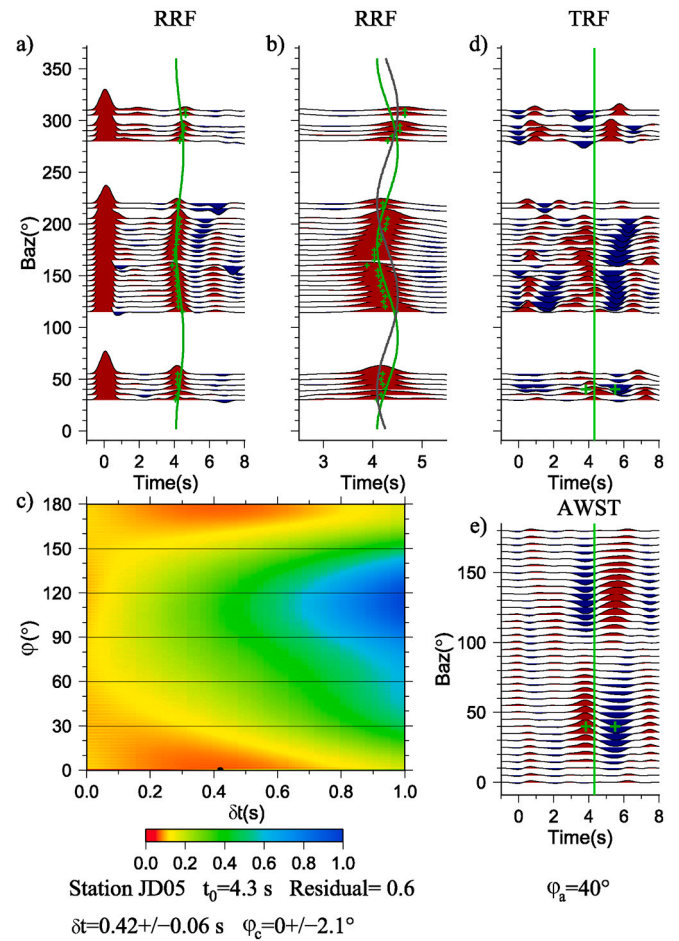 RRF
RRF
TRF
a)
b)
d)
350
300
250
200
150
100
50
0
Baz(°)
0 2 4 6 8
Time(s)
3 4 5
Time(s)
0 2 4 6 8
Time(s)
c)
180
150
120
90
60
30
0
φ(°)
0.0 0.2 0.4 0.6 0.8 1.0
δt(s)
0.0 0.2 0.4 0.6 0.8 1.0
e)
AWST
150
100
50
0
Baz(°)
0 2 4 6 8
Time(s)
Station JD05 t₀=4.3 s Residual= 0.6
δt=0.42+/−0.06 s φc=0+/−2.1°
φa=40°